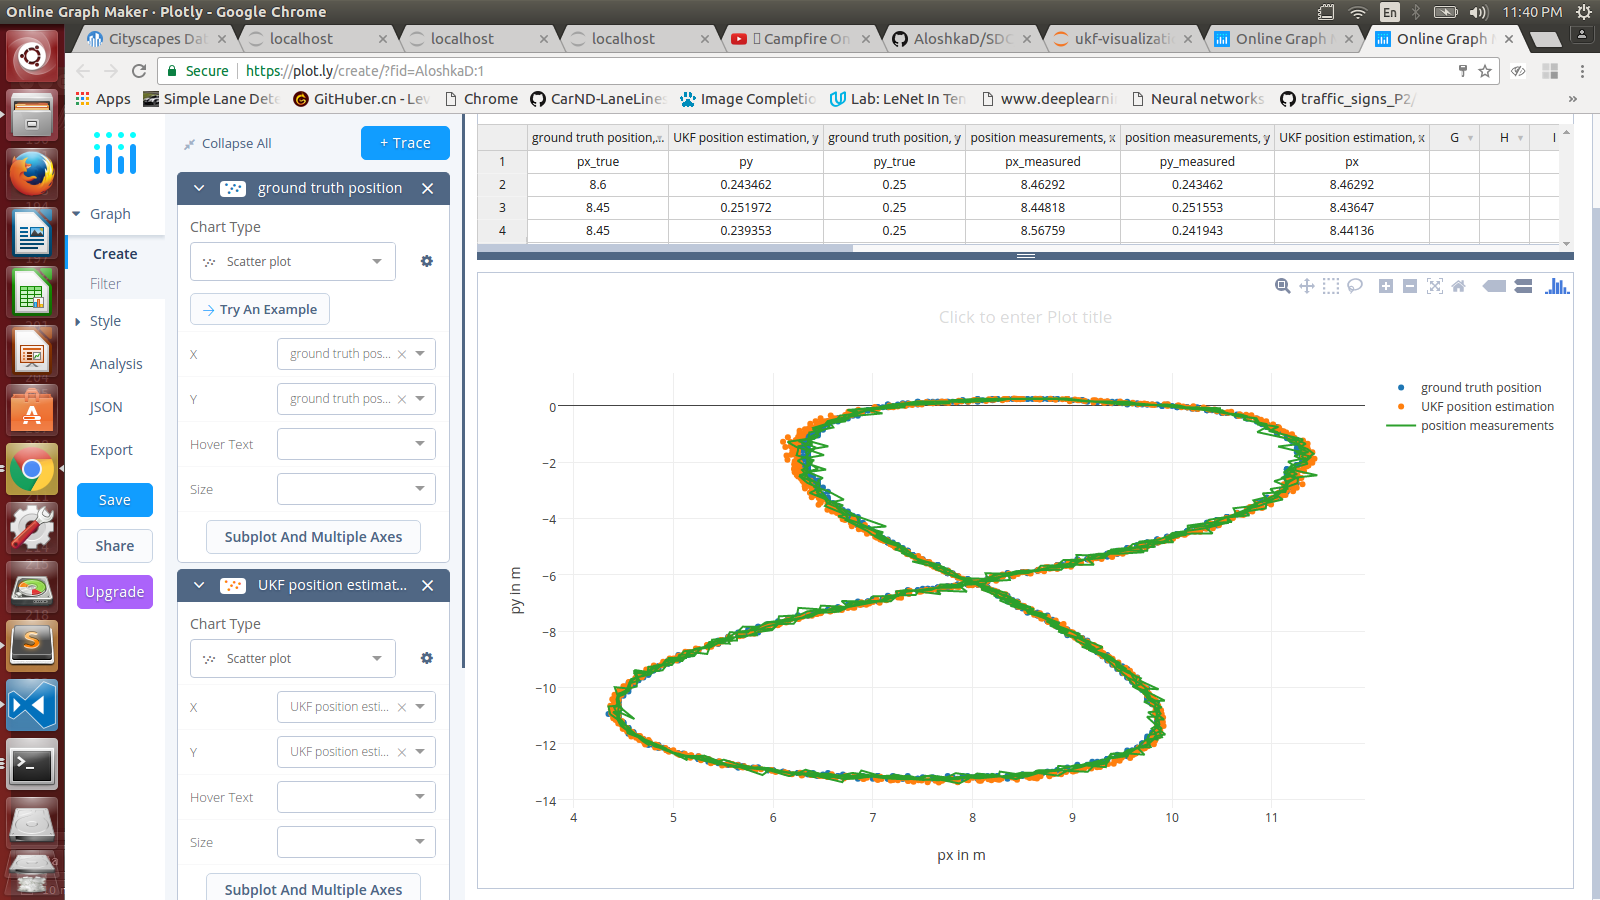 Online Graph Maker · Plotly - Google Chrome
En
11:40 PM
Cityscapes Dat
localhost
localhost
localhost
Campfire On
AloshkaD/SDC
ukf-visualizati
Online Graph M
Online Graph M
Secure
https://plot.ly/create/?fid=AloshkaD:1
Apps
Simple Lane Dete
GitHuber.cn - Lev
Chrome
CarND-LaneLines
Image Completio
Lab: LeNet In Ten
www.deeplearni
Neural networks
traffic_signs_P2/
»
Graph
Create
Filter
Style
Analysis
JSON
Export
Save
Share
Upgrade
Collapse All
+ Trace
ground truth position
Chart Type
Scatter plot
Try An Example
X
ground truth pos...
Y
ground truth pos...
Hover Text
Size
Subplot And Multiple Axes
UKF position estimat...
Chart Type
Scatter plot
X
UKF position esti...
Y
UKF position esti...
Hover Text
Size
Subplot And Multiple Axes
ground truth position,... UKF position estimation, y ground truth position, y position measurements, x position measurements, y UKF position estimation, x G H I
1 px_true py py_true px_measured py_measured px
2 8.6 0.243462 0.25 8.46292 0.243462 8.46292
3 8.45 0.251972 0.25 8.44818 0.251553 8.43647
4 8.45 0.239353 0.25 8.56759 0.241943 8.44136
Click to enter Plot title
ground truth position
UKF position estimation
position measurements
0
−2
−4
−6
−8
−10
−12
−14
py in m
4 5 6 7 8 9 10 11
px in m